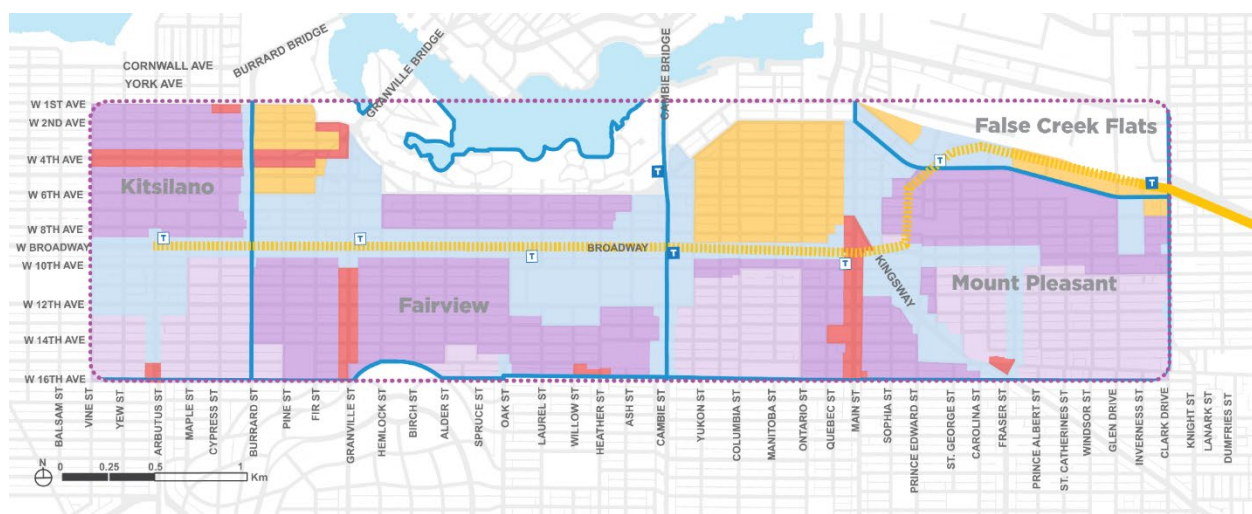 CORNWALL AVE
YORK AVE
BURRARD BRIDGE
GRANVILLE BRIDGE
CAMBIE BRIDGE
W 1ST AVE
W 2ND AVE
W 4TH AVE
W 6TH AVE
W 8TH AVE
W BROADWAY
W 10TH AVE
W 12TH AVE
W 14TH AVE
W 16TH AVE
False Creek Flats
Kitsilano
T
T
T
T
T
T
T
T
BROADWAY
KINGSWAY
Fairview
Mount Pleasant
BALSAM ST
VINE ST
YEW ST
ARBUTUS ST
MAPLE ST
CYPRESS ST
BURRARD ST
PINE ST
FIR ST
GRANVILLE ST
HEMLOCK ST
BIRCH ST
ALDER ST
SPRUCE ST
OAK ST
LAUREL ST
WILLOW ST
HEATHER ST
ASH ST
CAMBIE ST
YUKON ST
COLUMBIA ST
MANITOBA ST
ONTARIO ST
QUEBEC ST
MAIN ST
SOPHIA ST
PRINCE EDWARD ST
ST. GEORGE ST
CAROLINA ST
FRASER ST
PRINCE ALBERT ST
ST. CATHERINES ST
WINDSOR ST
GLEN DRIVE
INVERNESS ST
CLARK DRIVE
KNIGHT ST
LANARK ST
DUMFRIES ST
N
0 0.25 0.5 1
Km